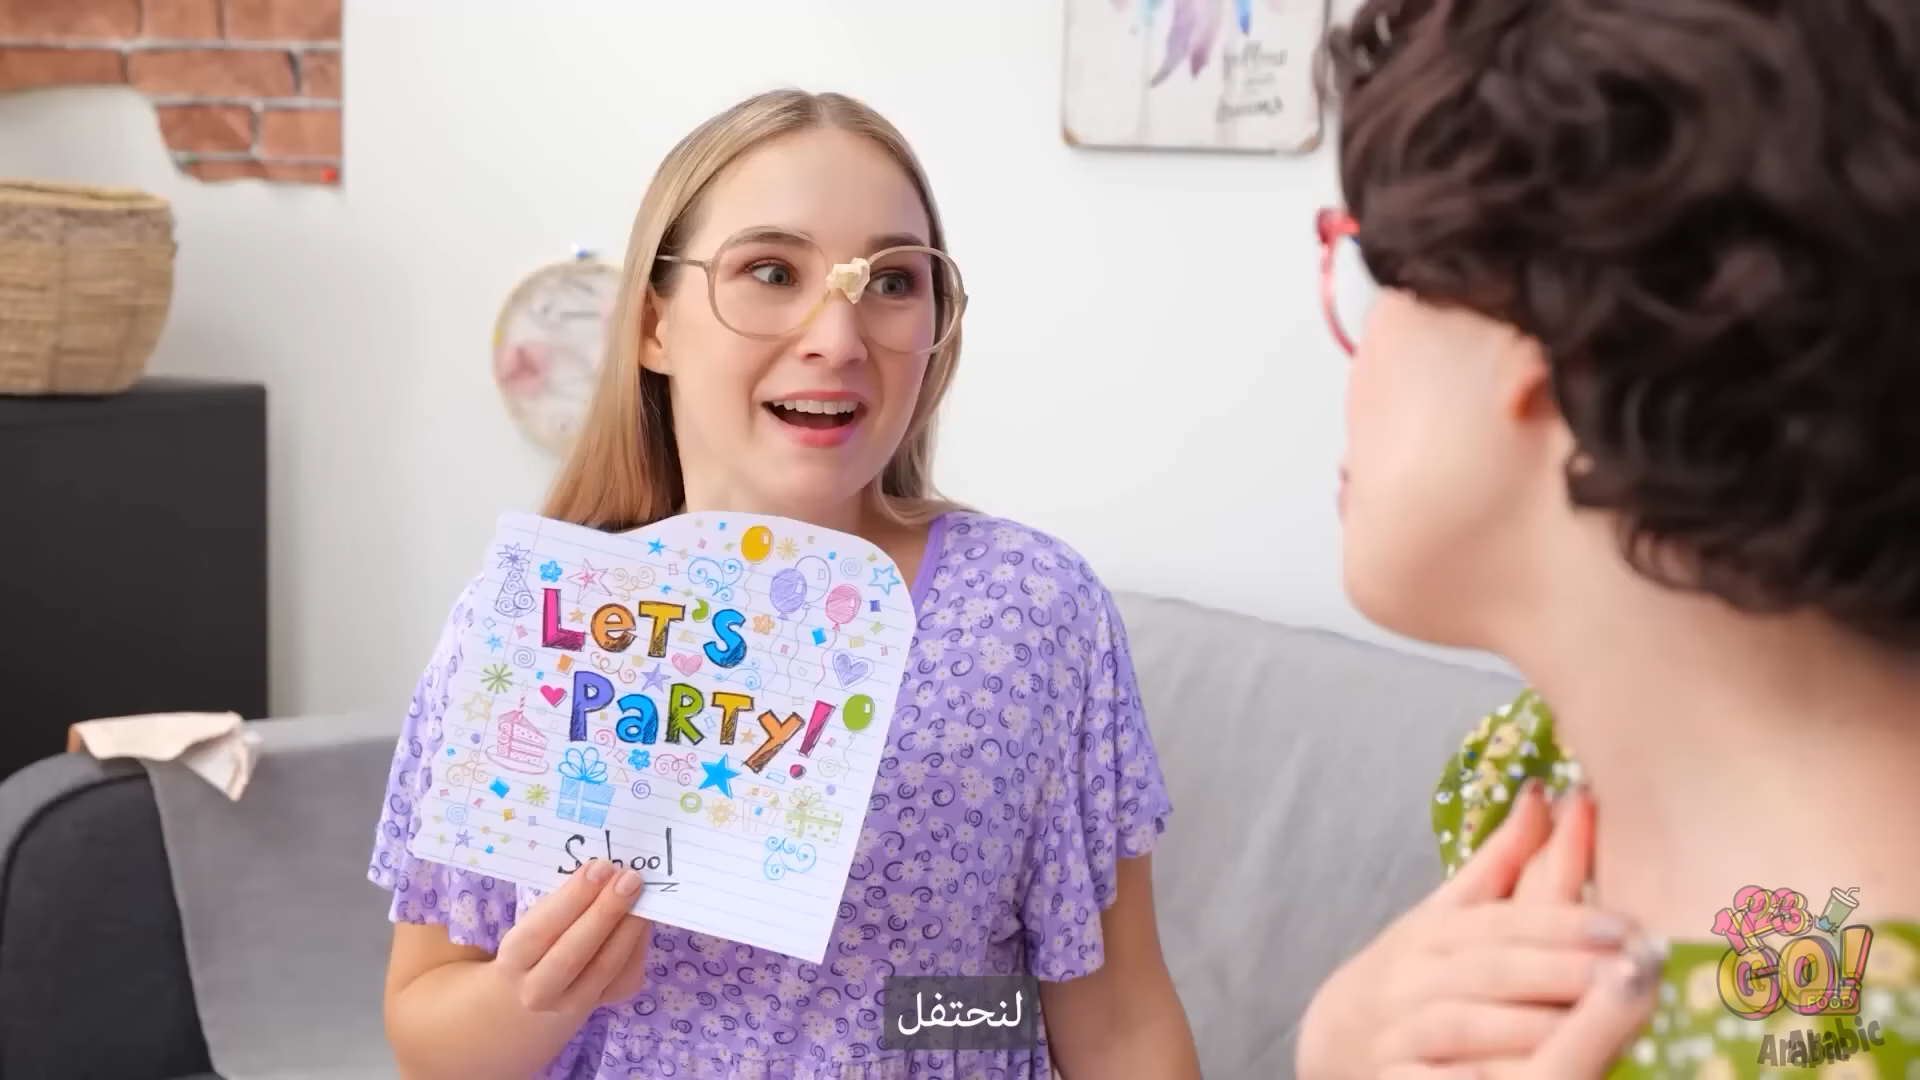 LET'S
PARTY!
School
لنحتفل
123
GO!
FOOD
Arabic